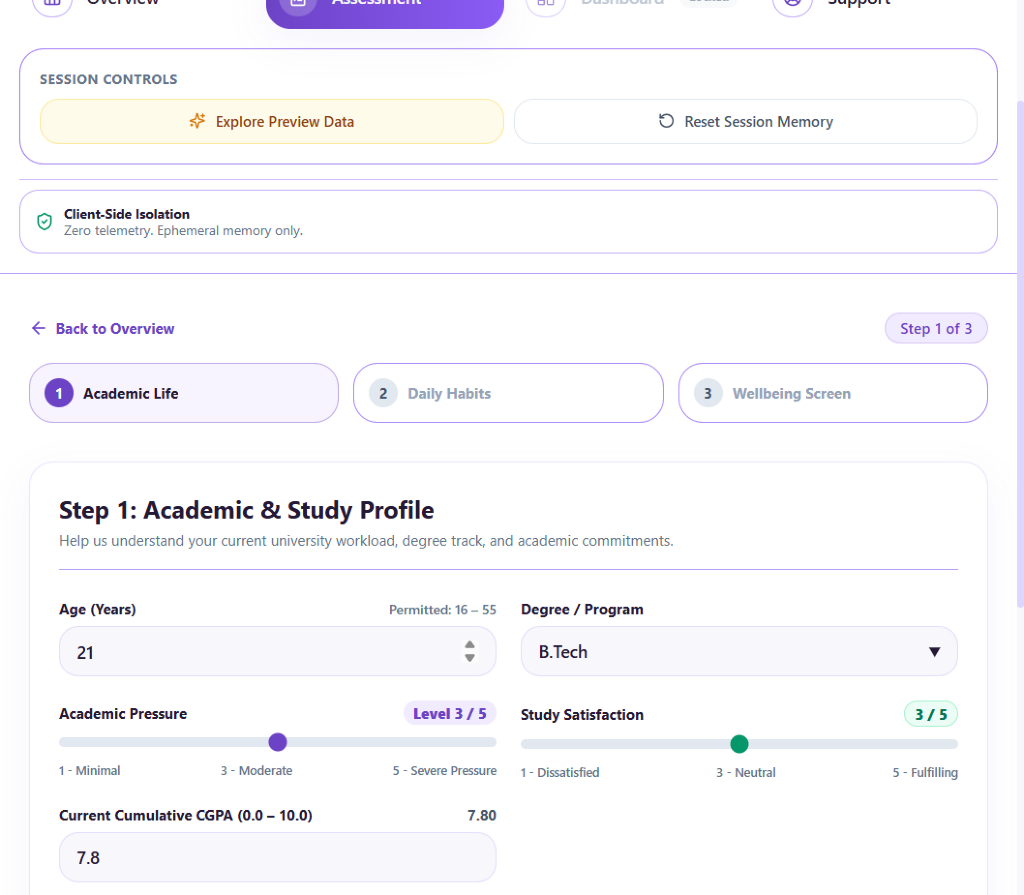 Overview
Assessment
Dashboard
Support
SESSION CONTROLS
Explore Preview Data
Reset Session Memory
Client-Side Isolation
Zero telemetry. Ephemeral memory only.
Back to Overview
Step 1 of 3
1 Academic Life
2 Daily Habits
3 Wellbeing Screen
Step 1: Academic & Study Profile
Help us understand your current university workload, degree track, and academic commitments.
Age (Years) Permitted: 16 – 55
21
Degree / Program
B.Tech
Academic Pressure Level 3 / 5
1 - Minimal 3 - Moderate 5 - Severe Pressure
Study Satisfaction 3 / 5
1 - Dissatisfied 3 - Neutral 5 - Fulfilling
Current Cumulative CGPA (0.0 – 10.0) 7.80
7.8